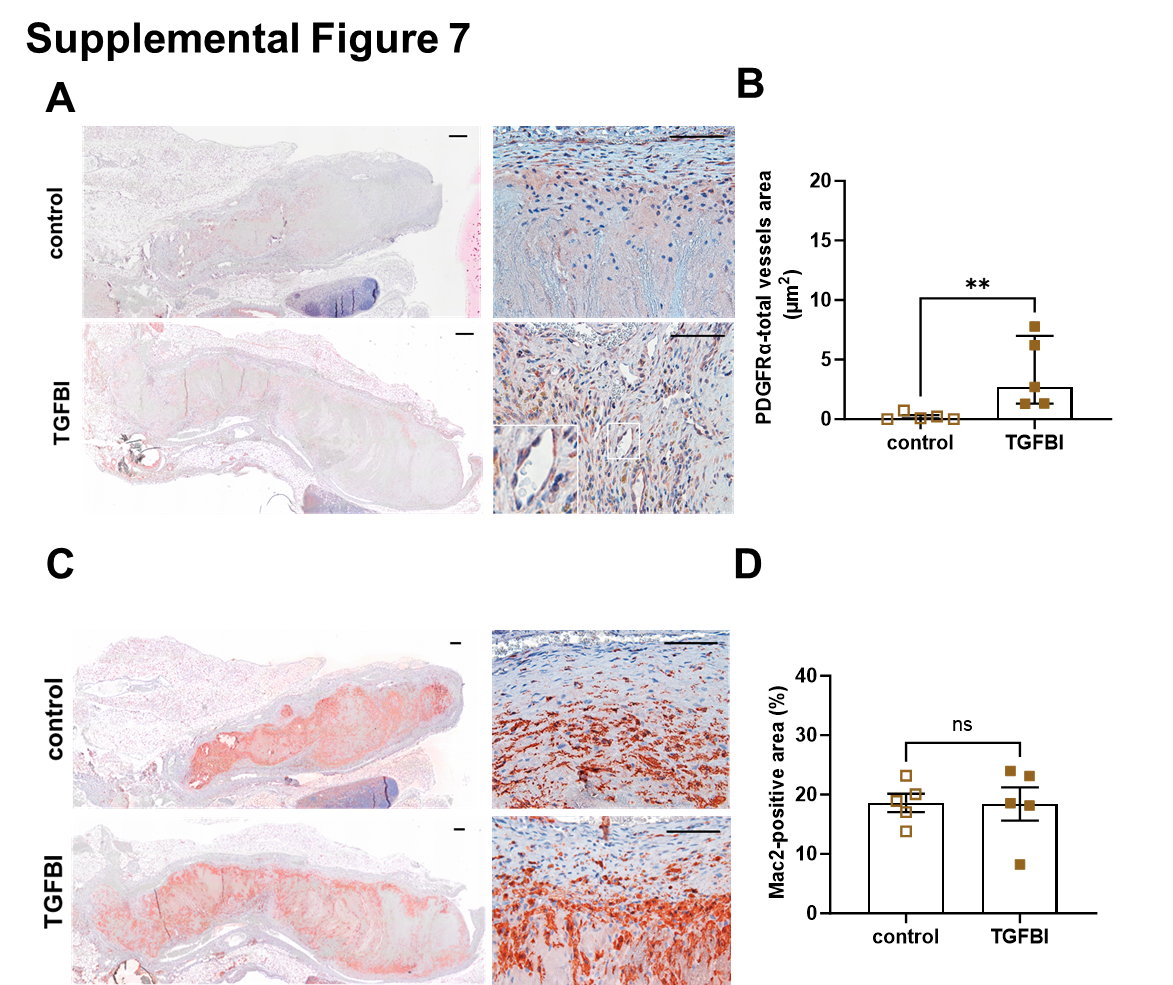 Supplemental Figure 7
A
control
TGFBI
B
PDGFRα-total vessels area
(µm²)
20
15
10
5
0
**
control
TGFBI
C
control
TGFBI
D
Mac2-positive area (%)
40
30
20
10
0
ns
control
TGFBI